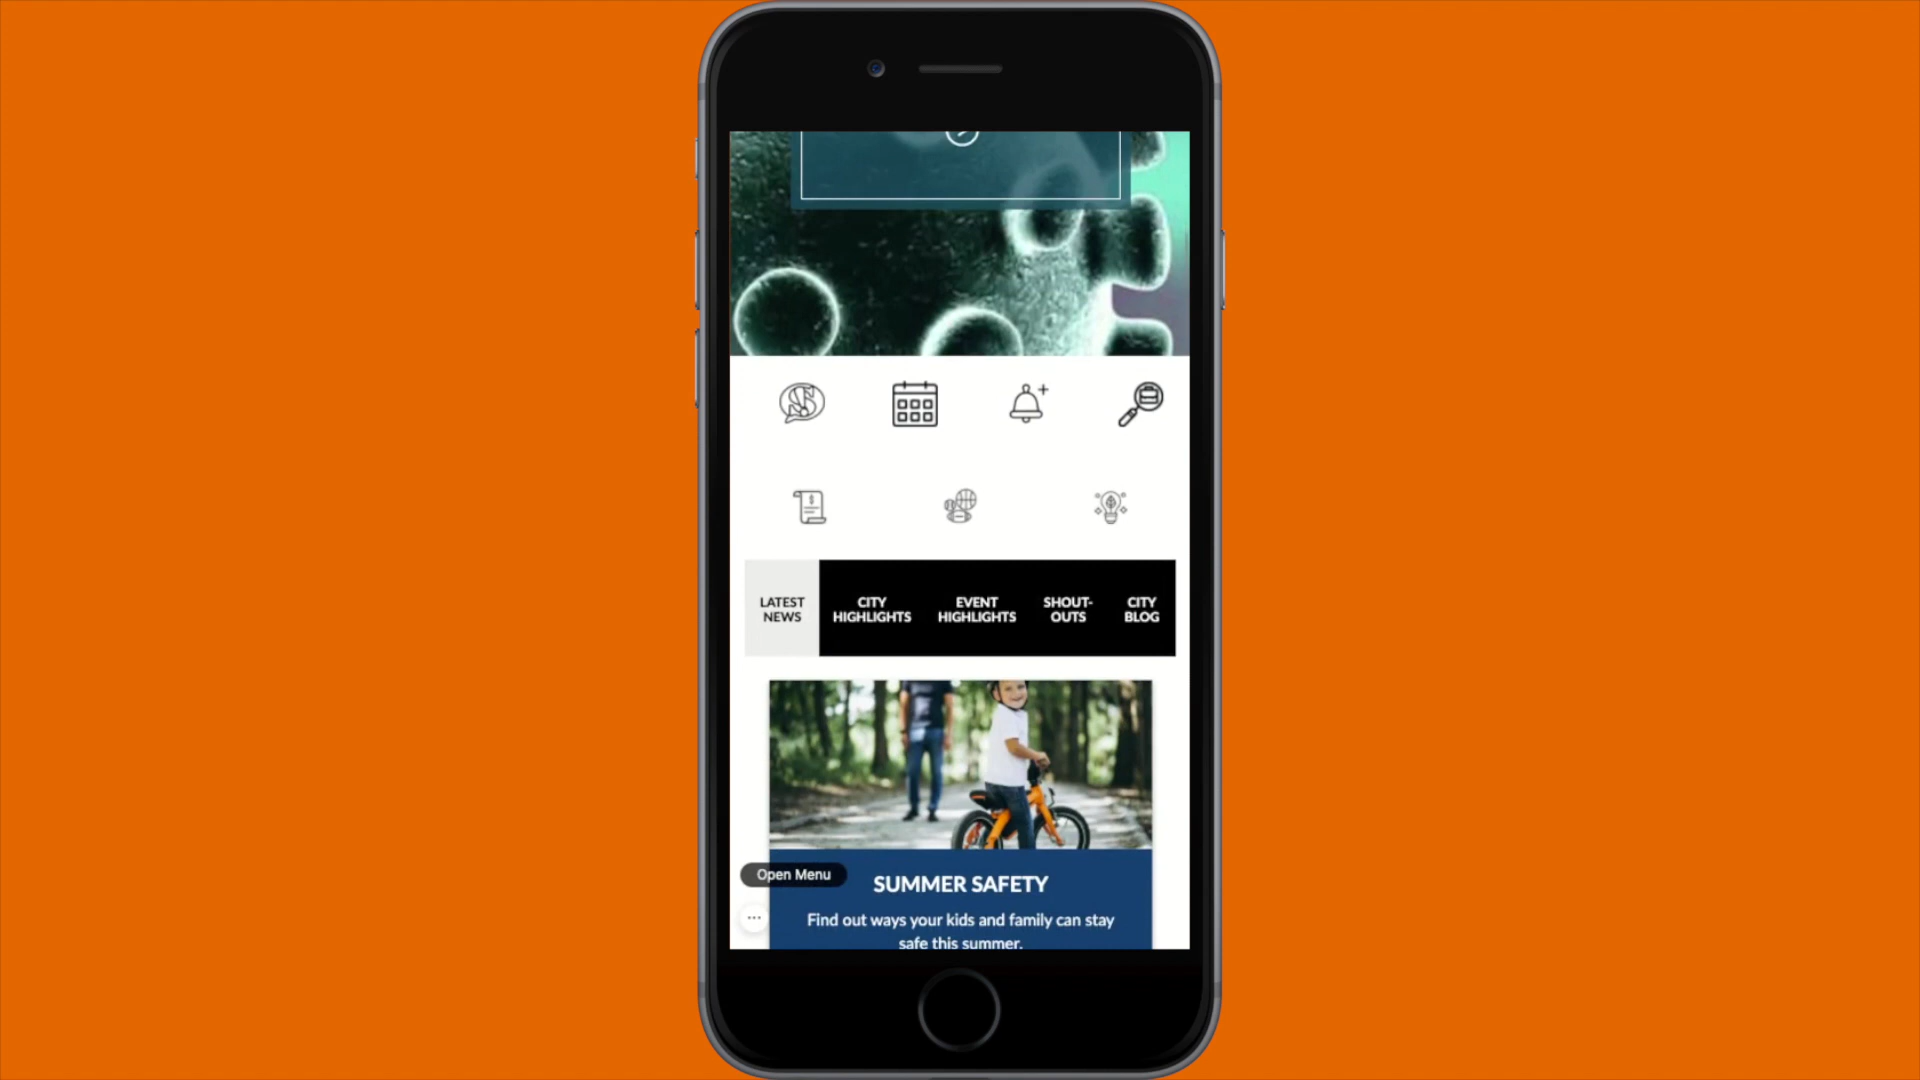 LATEST
NEWS
CITY
HIGHLIGHTS
EVENT
HIGHLIGHTS
SHOUT-
OUTS
CITY
BLOG
Open Menu
SUMMER SAFETY
Find out ways your kids and family can stay
safe this summer.